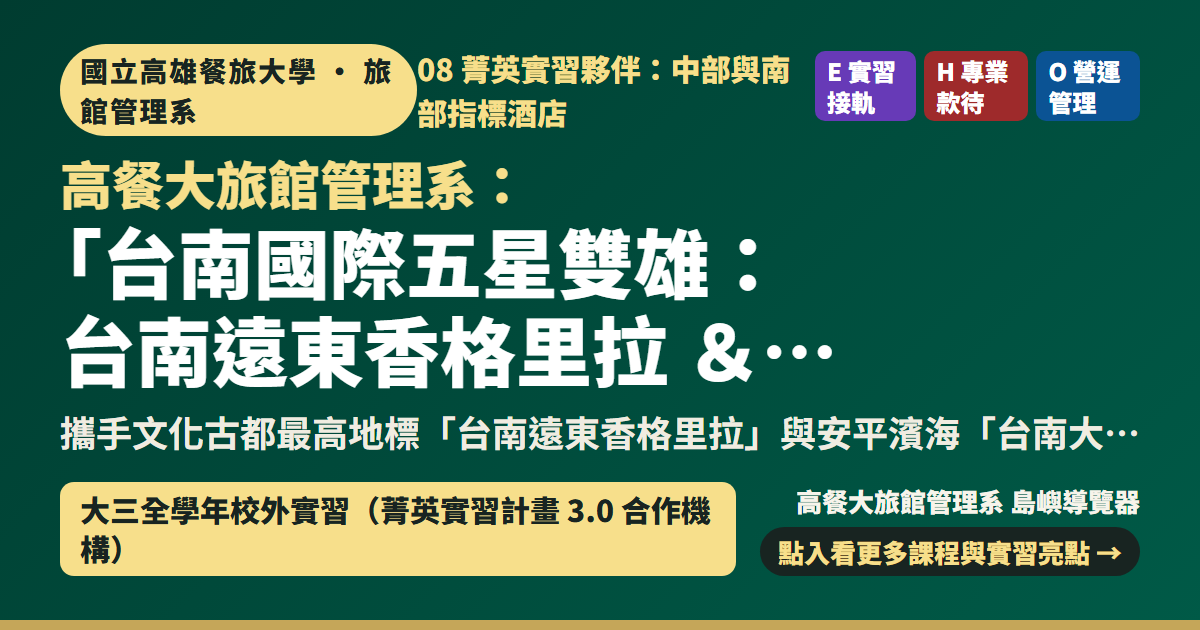 國立高雄餐旅大學 · 旅
館管理系
08 菁英實習夥伴：中部與南
部指標酒店
E 實習
接軌
H 專業
款待
O 營運
管理
高餐大旅館管理系：
「台南國際五星雙雄：
台南遠東香格里拉 &…
攜手文化古都最高地標「台南遠東香格里拉」與安平濱海「台南大…
大三全學年校外實習（菁英實習計畫 3.0 合作機
構）
高餐大旅館管理系 島嶼導覽器
點入看更多課程與實習亮點 →